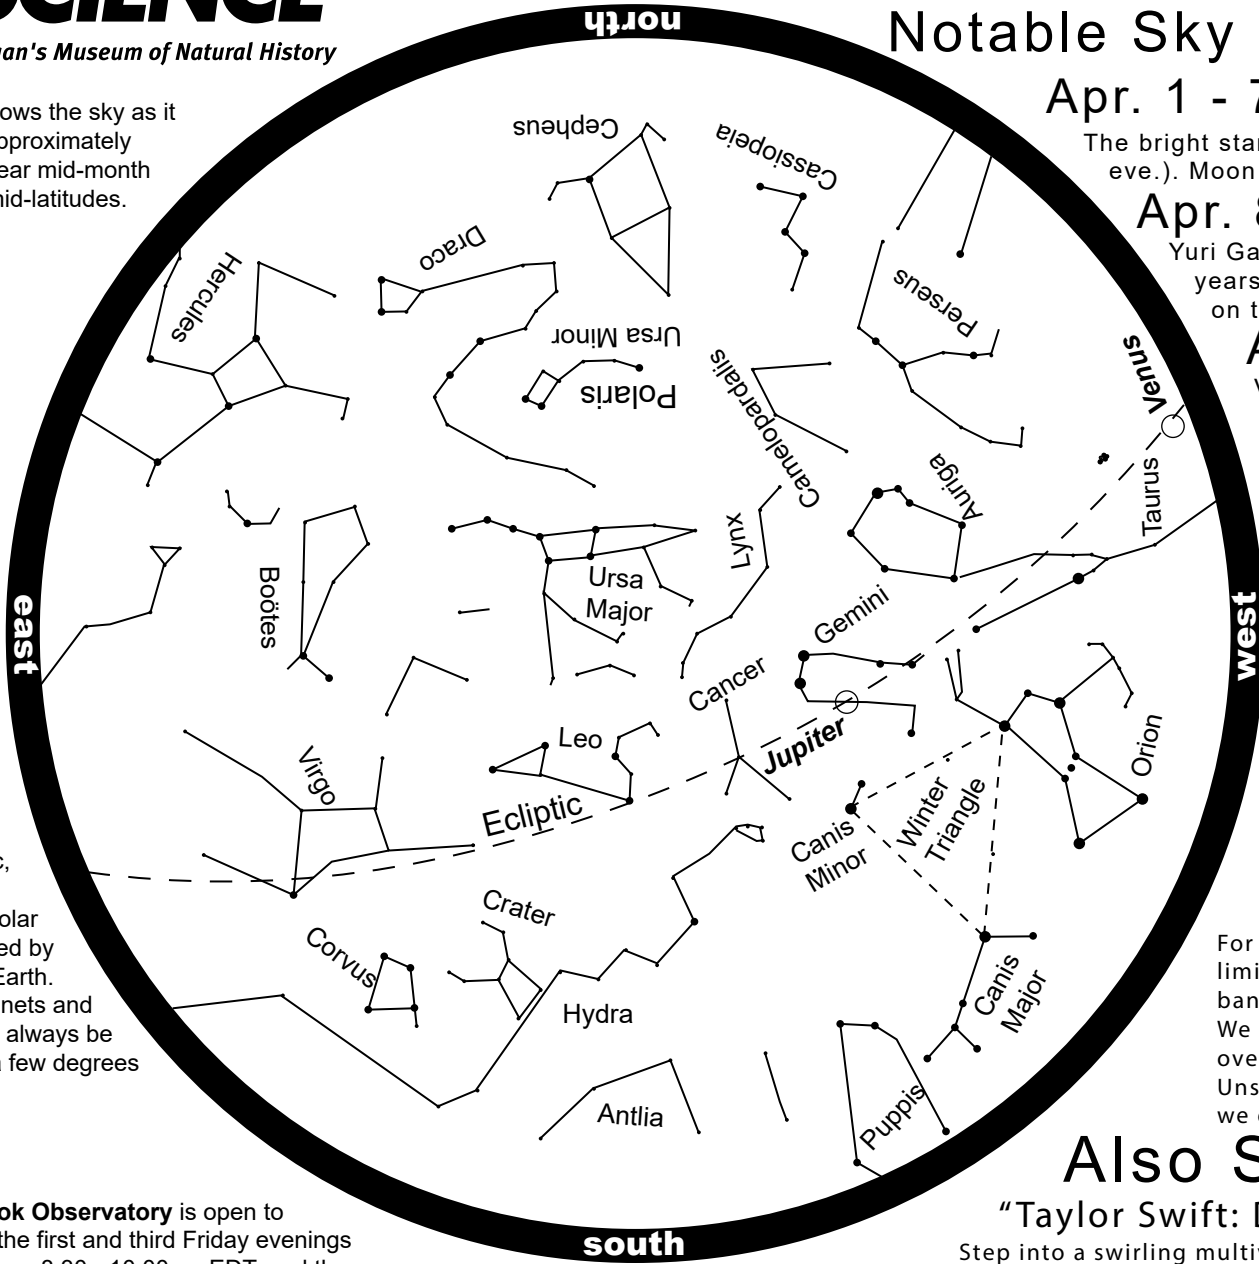 SCIENCE
an's Museum of Natural History
ows the sky as it
pproximately
ear mid-month
id-latitudes.
Notable Sky
Apr. 1 - 7
The bright star
eve.). Moon
Apr. 8
Yuri Ga
years
on t
north
Cepheus
Cassiopeia
Draco
Hercules
Perseus
Ursa Minor
Polaris
Camelopardalis
Venus
Auriga
Taurus
Lynx
Boötes
Ursa
Major
Gemini
east
west
Cancer
Leo
Jupiter
Virgo
Ecliptic
Orion
Winter
Triangle
Canis
Minor
Crater
Corvus
Hydra
Canis
Major
Antlia
Puppis
south
c,
olar
ed by
Earth.
nets and
always be
a few degrees
ok Observatory is open to
the first and third Friday evenings
For
limi
ban
We
ove
Uns
we
Also S
“Taylor Swift:
Step into a swirling multiv